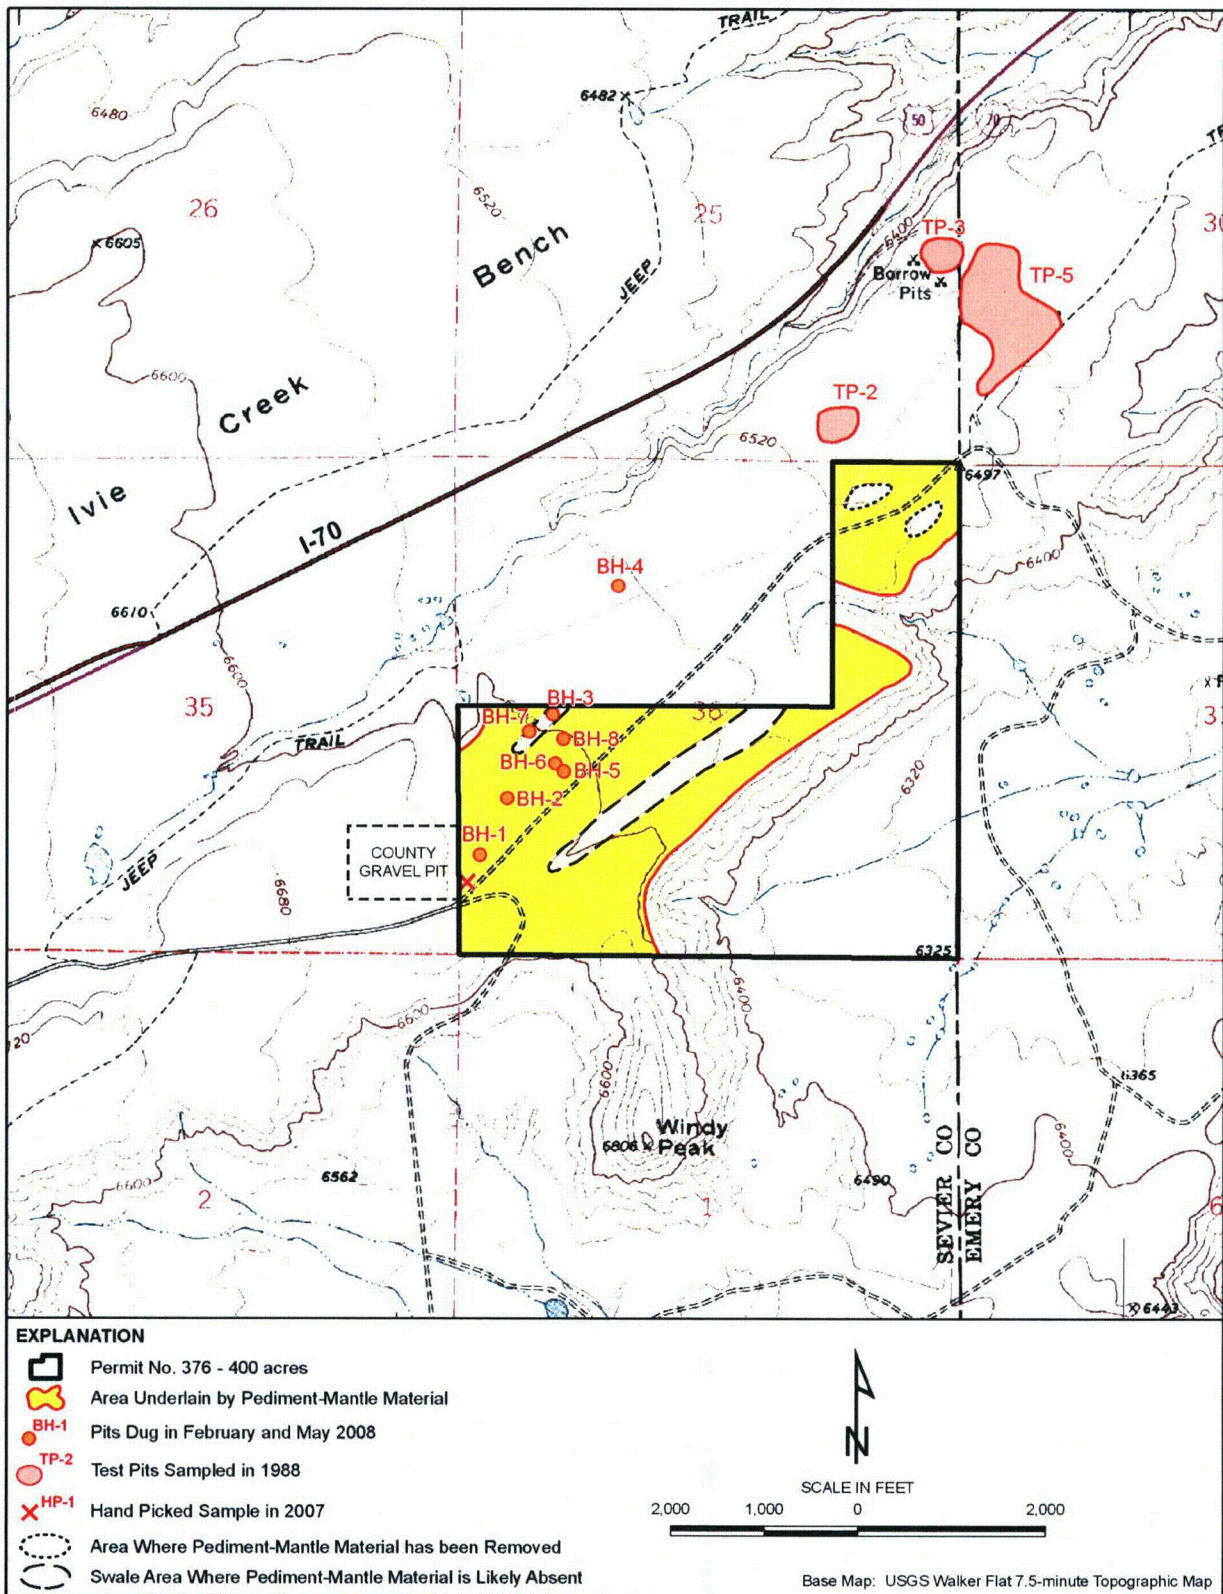 TRAIL
6482
6480
50
70
26
6520
25
6605
6400
TP-3
30
Bench
JEEP
Borrow
Pits
TP-5
6600
Creek
TP-2
6520
Ivie
6497
I-70
BH-4
6400
6610
6600
35
BH-3
36
BH-7
TRAIL
BH-8
BH-6
BH-5
6320
BH-2
BH-1
COUNTY
GRAVEL PIT
JEEP
6680
6325
6400
6600
20
6600
6365
Windy
Peak
6806
6400
6562
6490
6600
2
1
6
SEVIER CO
EMERY CO
6443
EXPLANATION
Permit No. 376 - 400 acres
Area Underlain by Pediment-Mantle Material
BH-1
Pits Dug in February and May 2008
TP-2
Test Pits Sampled in 1988
HP-1
Hand Picked Sample in 2007
Area Where Pediment-Mantle Material has been Removed
Swale Area Where Pediment-Mantle Material is Likely Absent
N
SCALE IN FEET
2,000 1,000 0 2,000
Base Map: USGS Walker Flat 7.5-minute Topographic Map